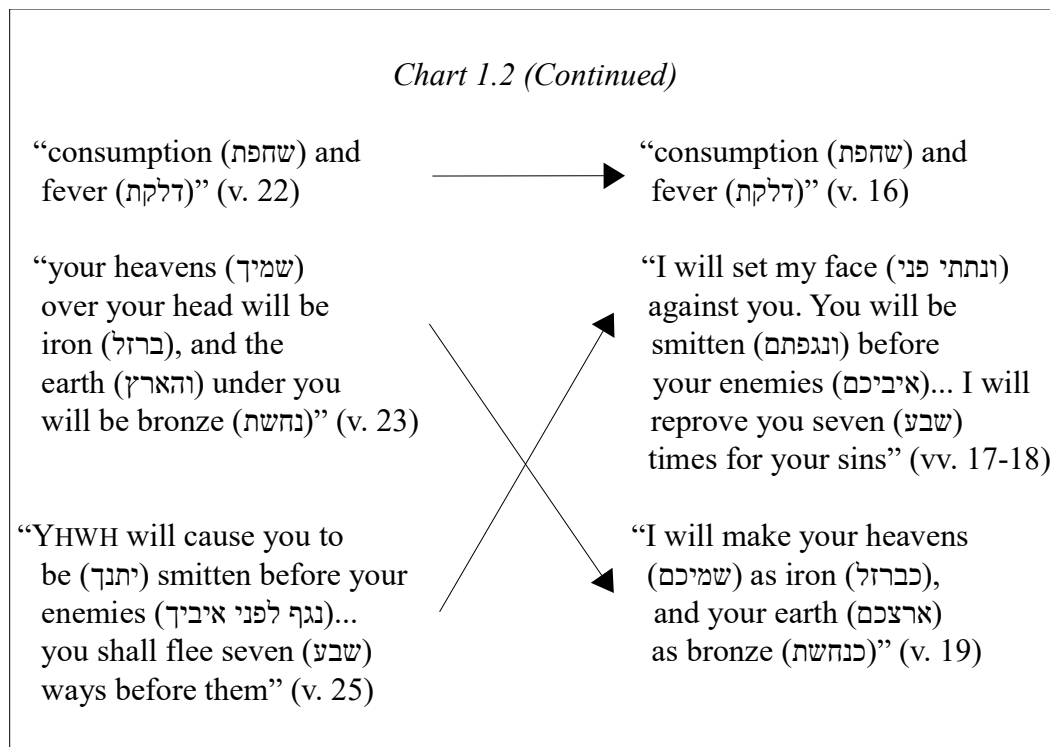 Chart 1.2 (Continued)
“consumption (שחפת) and
fever (דלקת)” (v. 22)
“consumption (שחפת) and
fever (דלקת)” (v. 16)
“your heavens (שמיך)
over your head will be
iron (ברזל), and the
earth (והארץ) under you
will be bronze (נחשת)” (v. 23)
“I will set my face (ונתתי פני)
against you. You will be
smitten (ונגפתם) before
your enemies (איביכם)... I will
reprove you seven (שבע)
times for your sins” (vv. 17-18)
“YHWH will cause you to
be (יתנך) smitten before your
enemies (נגף לפני איביך)...
you shall flee seven (שבע)
ways before them” (v. 25)
“I will make your heavens
(שמיכם) as iron (כברזל),
and your earth (ארצכם)
as bronze (כנחשת)” (v. 19)